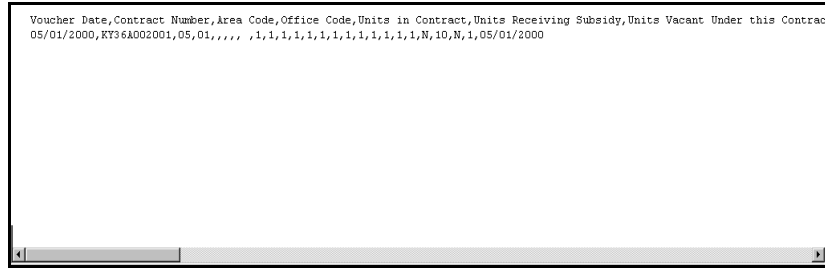 Voucher Date,Contract Number,Area Code,Office Code,Units in Contract,Units Receiving Subsidy,Units Vacant Under this Contrac
05/01/2000,KY36A002001,05,01,,,,, ,1,1,1,1,1,1,1,1,1,1,1,1,1,N,10,N,1,05/01/2000